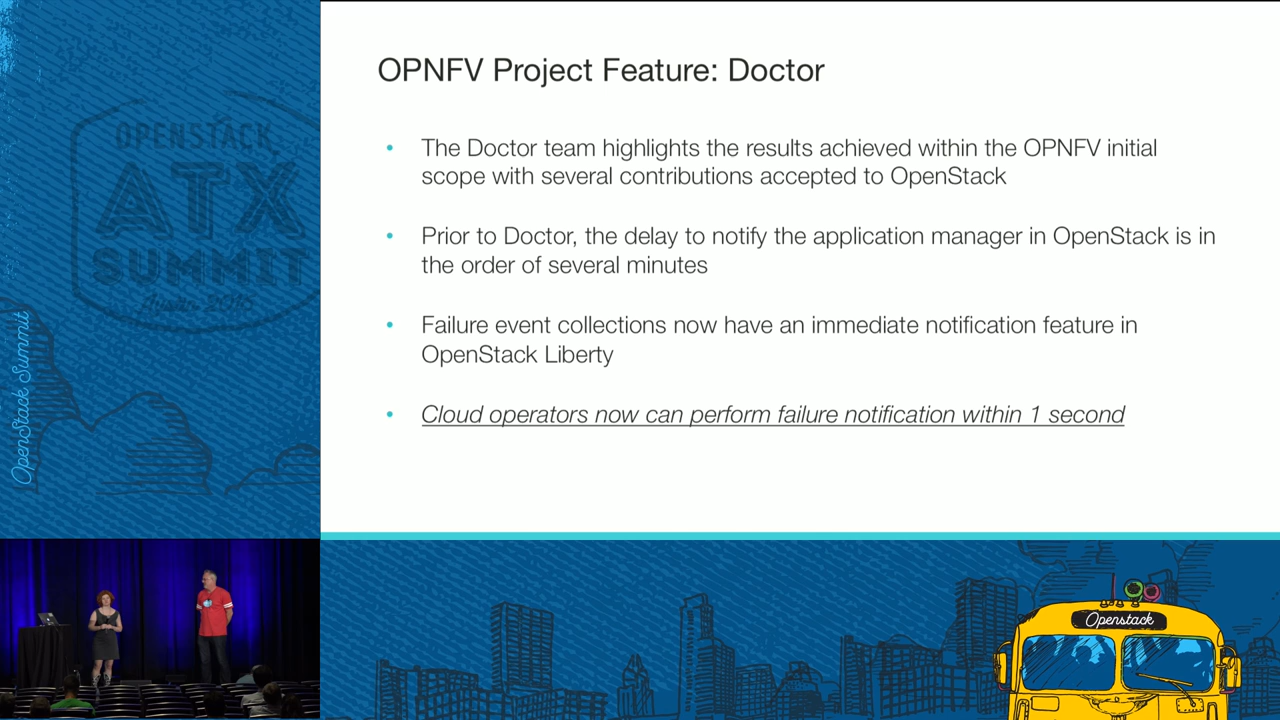 OPNFV Project Feature: Doctor
• The Doctor team highlights the results achieved within the OPNFV initial
scope with several contributions accepted to OpenStack
• Prior to Doctor, the delay to notify the application manager in OpenStack is in
the order of several minutes
• Failure event collections now have an immediate notification feature in
OpenStack Liberty
• Cloud operators now can perform failure notification within 1 second
OPENSTACK
ATX
SUMMIT
Austin 2016
OpenStack Summit
Openstack